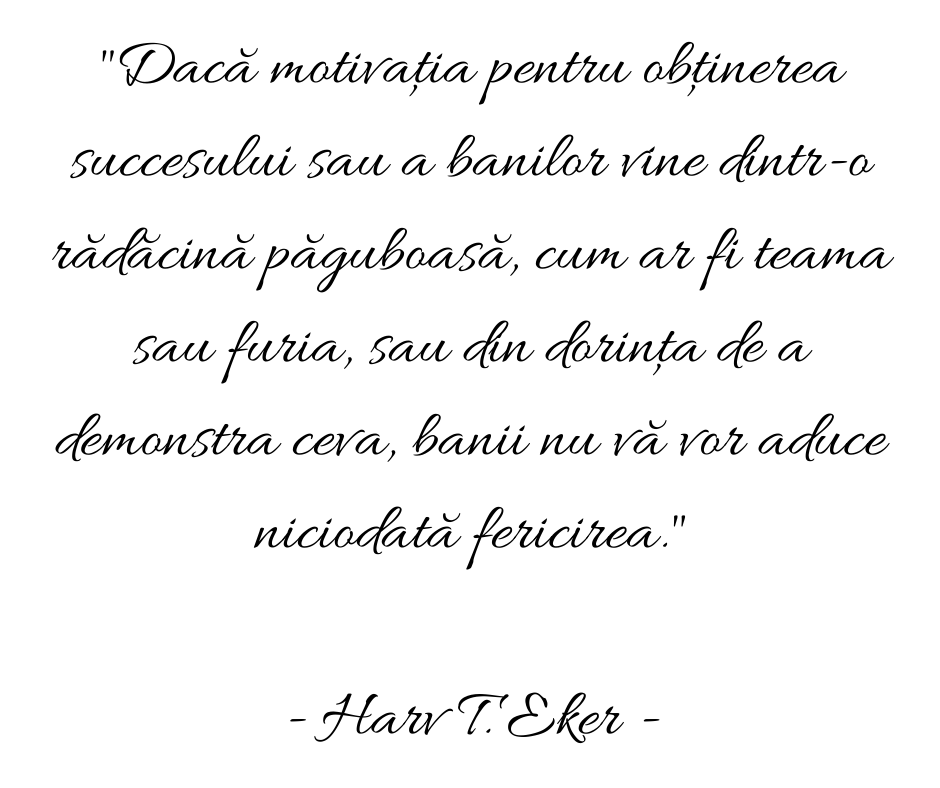 "Dacă motivația pentru obținerea
succesului sau a banilor vine dintr-o
rădăcină păguboasă, cum ar fi teama
sau furia, sau din dorința de a
demonstra ceva, banii nu vă vor aduce
niciodată fericirea."
- Harv T. Eker -